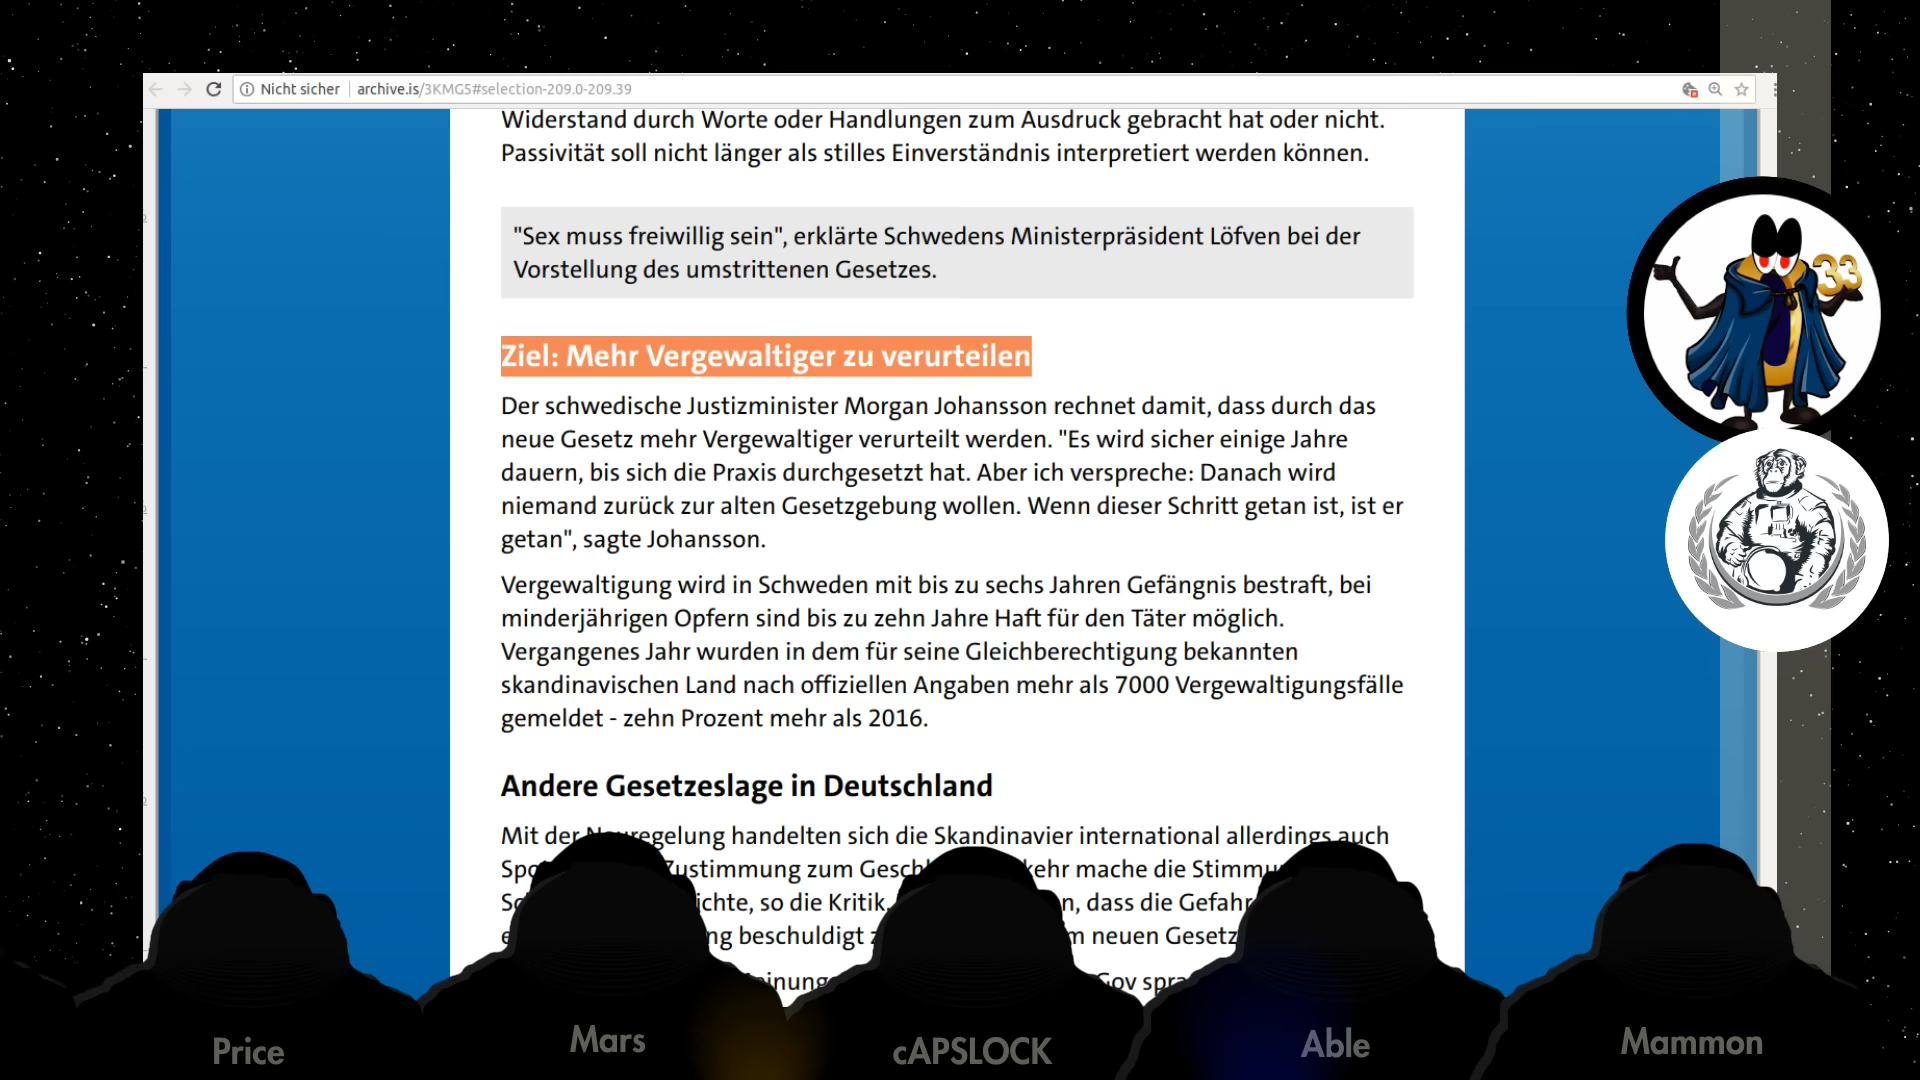 Nicht sicher archive.is/3KMG5#selection-209.0-209.39
Widerstand durch Worte oder Handlungen zum Ausdruck gebracht hat oder nicht.
Passivität soll nicht länger als stilles Einverständnis interpretiert werden können.
"Sex muss freiwillig sein", erklärte Schwedens Ministerpräsident Löfven bei der
Vorstellung des umstrittenen Gesetzes.
33
Ziel: Mehr Vergewaltiger zu verurteilen
Der schwedische Justizminister Morgan Johansson rechnet damit, dass durch das
neue Gesetz mehr Vergewaltiger verurteilt werden. "Es wird sicher einige Jahre
dauern, bis sich die Praxis durchgesetzt hat. Aber ich verspreche: Danach wird
niemand zurück zur alten Gesetzgebung wollen. Wenn dieser Schritt getan ist, ist er
getan", sagte Johansson.
Vergewaltigung wird in Schweden mit bis zu sechs Jahren Gefängnis bestraft, bei
minderjährigen Opfern sind bis zu zehn Jahre Haft für den Täter möglich.
Vergangenes Jahr wurden in dem für seine Gleichberechtigung bekannten
skandinavischen Land nach offiziellen Angaben mehr als 7000 Vergewaltigungsfälle
gemeldet - zehn Prozent mehr als 2016.
Andere Gesetzeslage in Deutschland
Mit der Neuregelung handelten sich die Skandinavier international allerdings auch
Zustimmung zum mache die
so die Kritik. dass die Gefahr
beschuldigt neuen
Price
Mars
cAPSLOCK
Able
Mammon